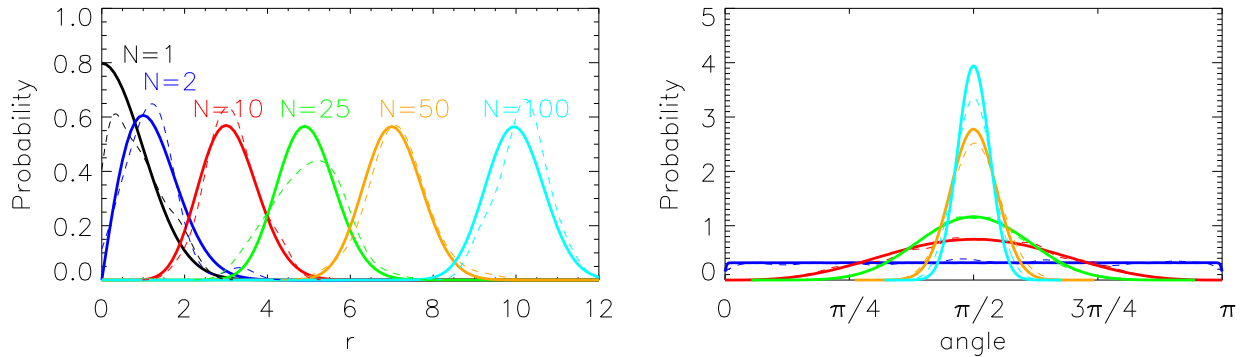 1.0
0.8
0.6
0.4
0.2
0.0
Probability
N=1
N=2
N=10
N=25
N=50
N=100
0 2 4 6 8 10 12
r
5
4
3
2
1
0
Probability
0 π/4 π/2 3π/4 π
angle